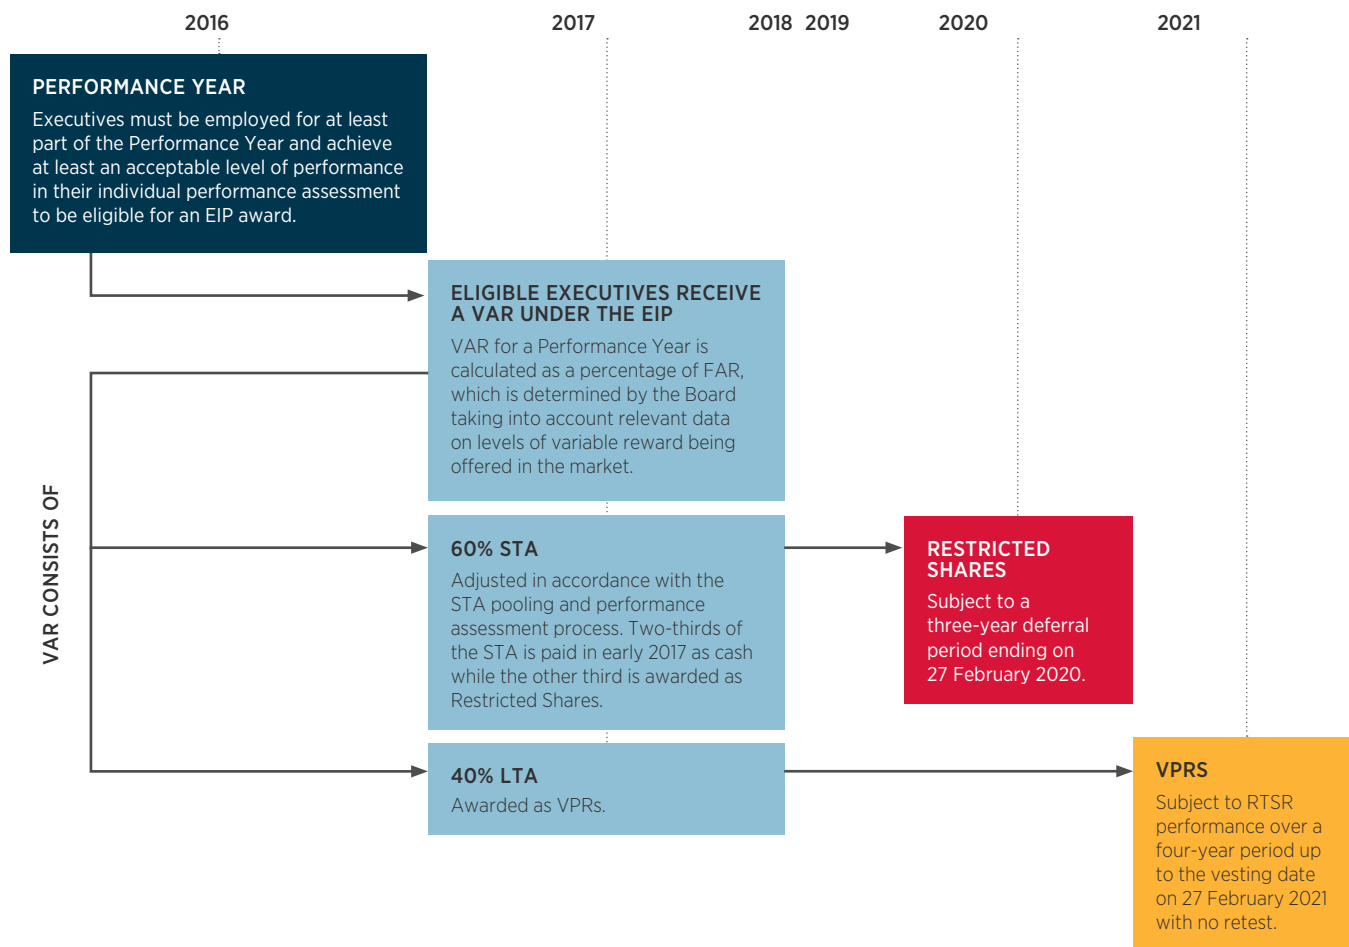 2016 2017 2018 2019 2020 2021
PERFORMANCE YEAR
Executives must be employed for at least
part of the Performance Year and achieve
at least an acceptable level of performance
in their individual performance assessment
to be eligible for an EIP award.
ELIGIBLE EXECUTIVES RECEIVE
A VAR UNDER THE EIP
VAR for a Performance Year is
calculated as a percentage of FAR,
which is determined by the Board
taking into account relevant data
on levels of variable reward being
offered in the market.
VAR CONSISTS OF
60% STA
Adjusted in accordance with the
STA pooling and performance
assessment process. Two-thirds of
the STA is paid in early 2017 as cash
while the other third is awarded as
Restricted Shares.
RESTRICTED
SHARES
Subject to a
three-year deferral
period ending on
27 February 2020.
40% LTA
Awarded as VPRs.
VPRS
Subject to RTSR
performance over a
four-year period up
to the vesting date
on 27 February 2021
with no retest.